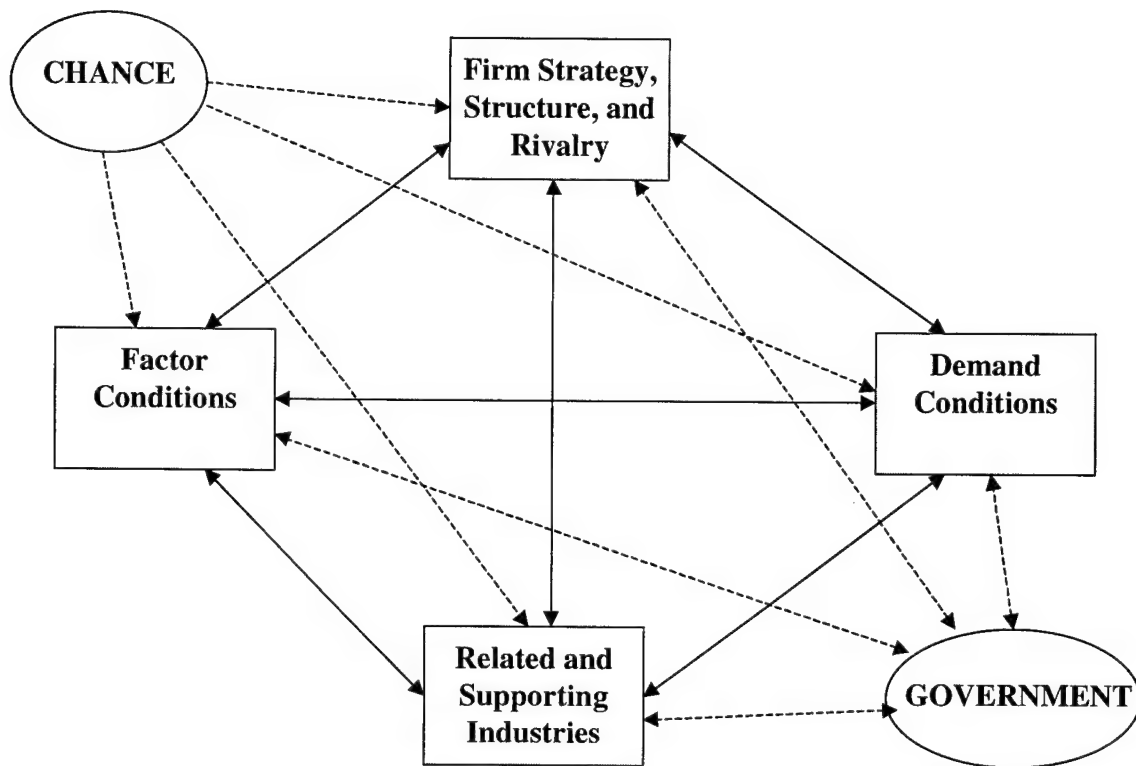 CHANCE
Firm Strategy,
Structure, and
Rivalry
Factor
Conditions
Demand
Conditions
Related and
Supporting
Industries
GOVERNMENT